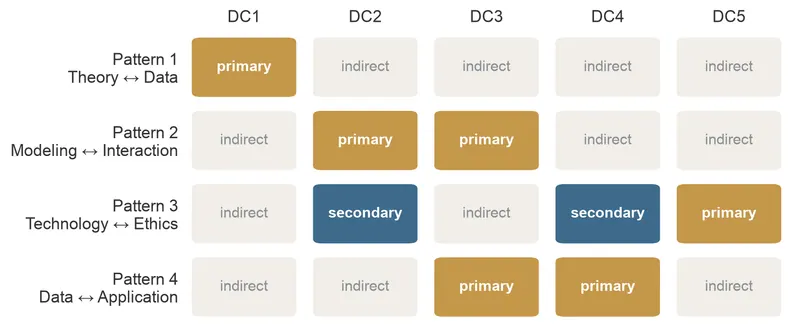 DC1 DC2 DC3 DC4 DC5
Pattern 1
Theory ↔ Data
primary indirect indirect indirect indirect
Pattern 2
Modeling ↔ Interaction
indirect primary primary indirect indirect
Pattern 3
Technology ↔ Ethics
indirect secondary indirect secondary primary
Pattern 4
Data ↔ Application
indirect indirect primary primary indirect